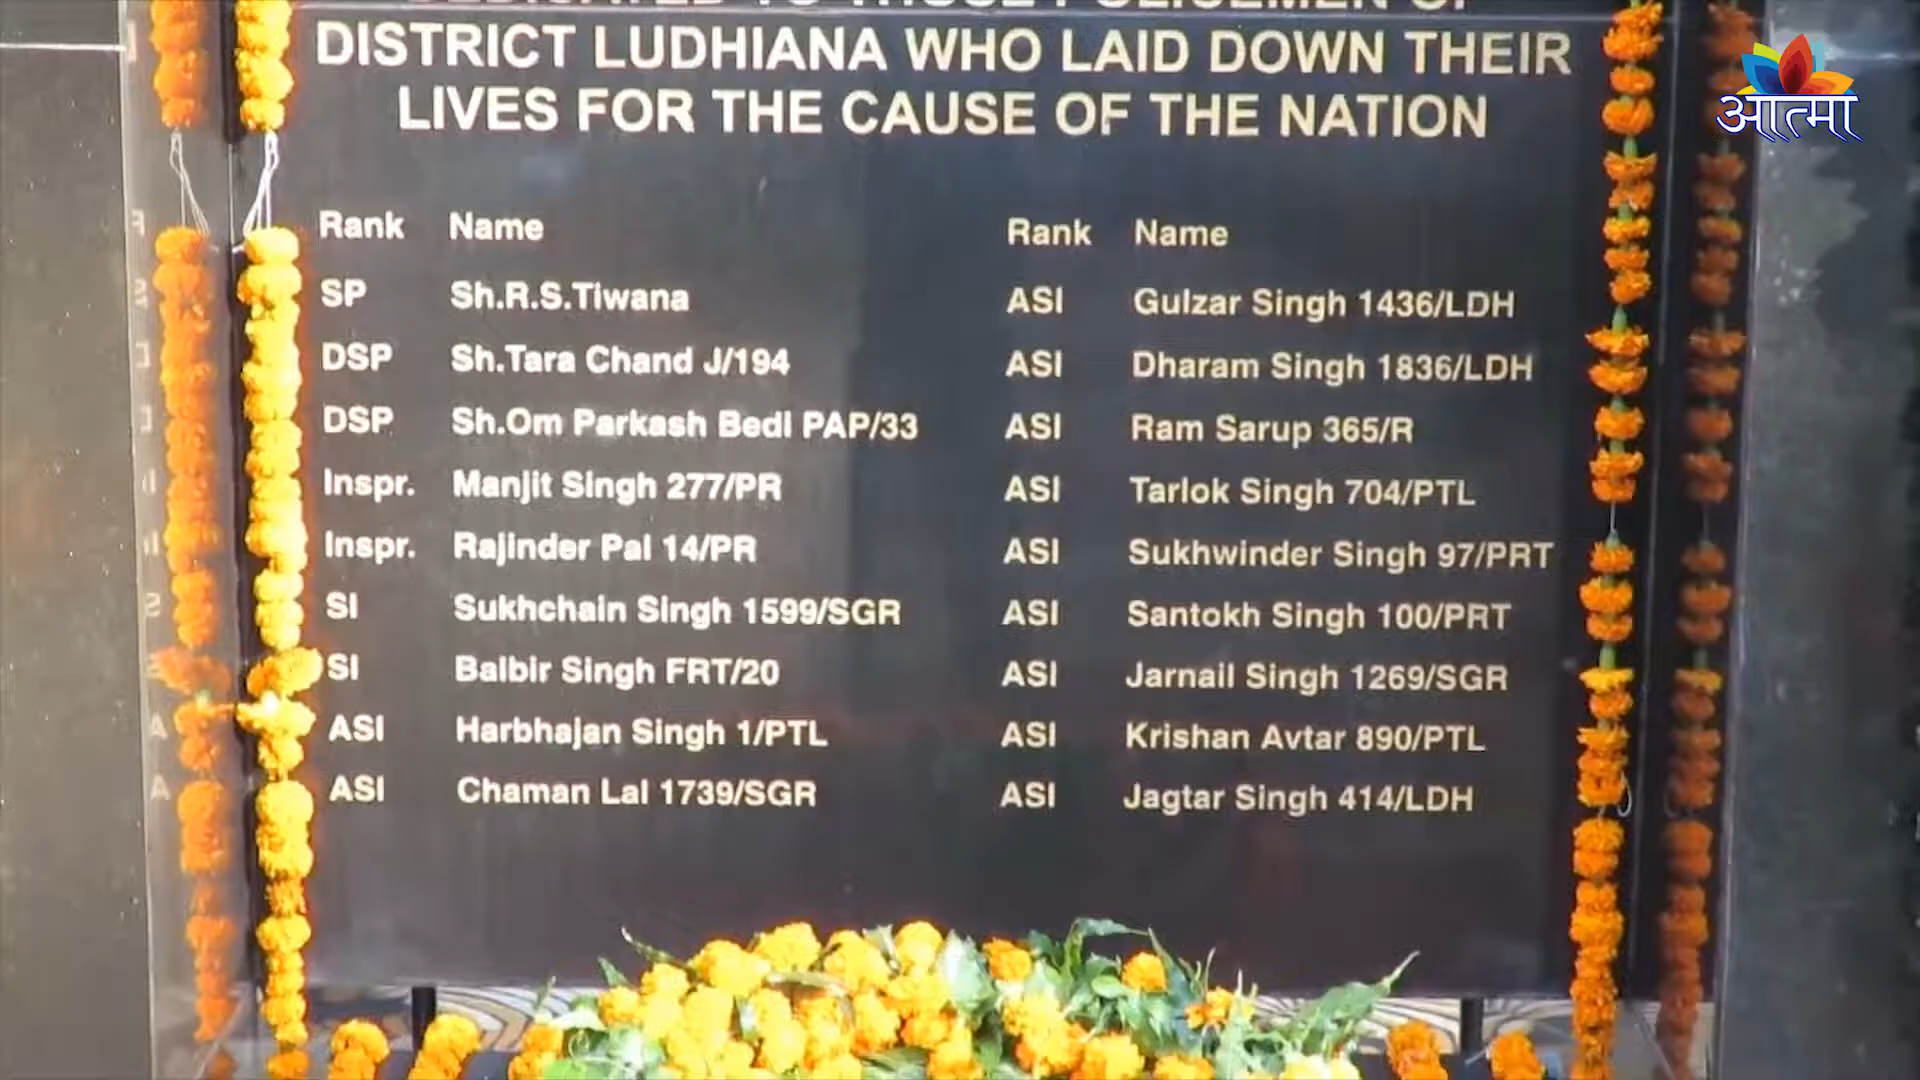 DEDICATED TO THOSE POLICEMEN OF
DISTRICT LUDHIANA WHO LAID DOWN THEIR
LIVES FOR THE CAUSE OF THE NATION
आत्मा
Rank Name
SP Sh.R.S.Tiwana
DSP Sh.Tara Chand J/194
DSP Sh.Om Parkash Bedi PAP/33
Inspr. Manjit Singh 277/PR
Inspr. Rajinder Pal 14/PR
SI Sukhchain Singh 1599/SGR
SI Balbir Singh FRT/20
ASI Harbhajan Singh 1/PTL
ASI Chaman Lal 1739/SGR
Rank Name
ASI Gulzar Singh 1436/LDH
ASI Dharam Singh 1836/LDH
ASI Ram Sarup 365/R
ASI Tarlok Singh 704/PTL
ASI Sukhwinder Singh 97/PRT
ASI Santokh Singh 100/PRT
ASI Jarnail Singh 1269/SGR
ASI Krishan Avtar 890/PTL
ASI Jagtar Singh 414/LDH